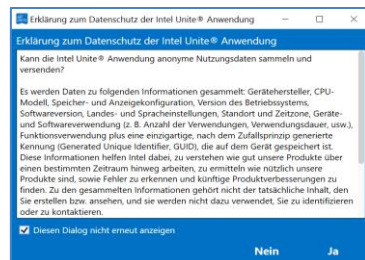 Erklärung zum Datenschutz der Intel Unite® Anwendung
Erklärung zum Datenschutz der Intel Unite® Anwendung
Kann die Intel Unite® Anwendung anonyme Nutzungsdaten sammeln und
versenden?
Es werden Daten zu folgenden Informationen gesammelt: Gerätehersteller, CPU-
Modell, Speicher- und Anzeigekonfiguration, Version des Betriebssystems,
Softwareversion, Landes- und Spracheinstellungen, Standort und Zeitzone, Geräte-
und Softwareverwendung (z. B. Anzahl der Verwendungen, Verwendungsdauer, usw.),
Funktionsverwendung plus eine einzigartige, nach dem Zufallsprinzip generierte
Kennung (Generated Unique Identifier, GUID), die auf dem Gerät gespeichert ist.
Diese Informationen helfen Intel dabei, zu verstehen wie gut unsere Produkte über
einen bestimmten Zeitraum hinweg arbeiten, zu ermitteln wie nützlich unsere
Produkte sind, sowie Fehler zu erkennen und künftige Produktverbesserungen zu
finden. Zu den gesammelten Informationen gehört nicht der tatsächliche Inhalt, den
Sie erstellen bzw. ansehen, und sie werden nicht dazu verwendet, Sie zu identifizieren
oder zu kontaktieren.
Diesen Dialog nicht erneut anzeigen
Nein Ja